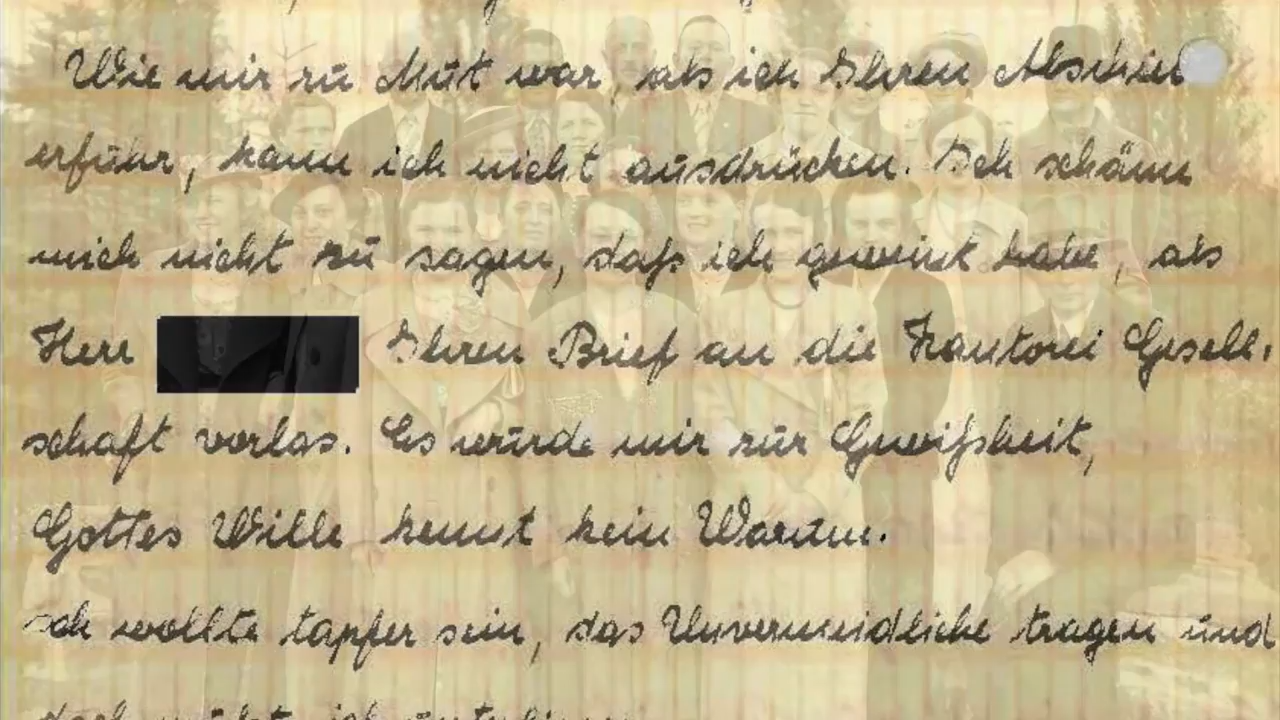 Wie mir zu Mut war, als ich Ihren Abschied
erfuhr, kann ich nicht ausdrücken. Ich schäme
mich nicht zu sagen, daß ich geweint habe, als
Herr Ihren Brief an die Kantorei Gesell-
schaft vorlas. Es wurde mir zur Gewißheit,
Gottes Wille kennt kein Warum.
Ich wollte tapfer sein, das Unvermeidliche tragen und